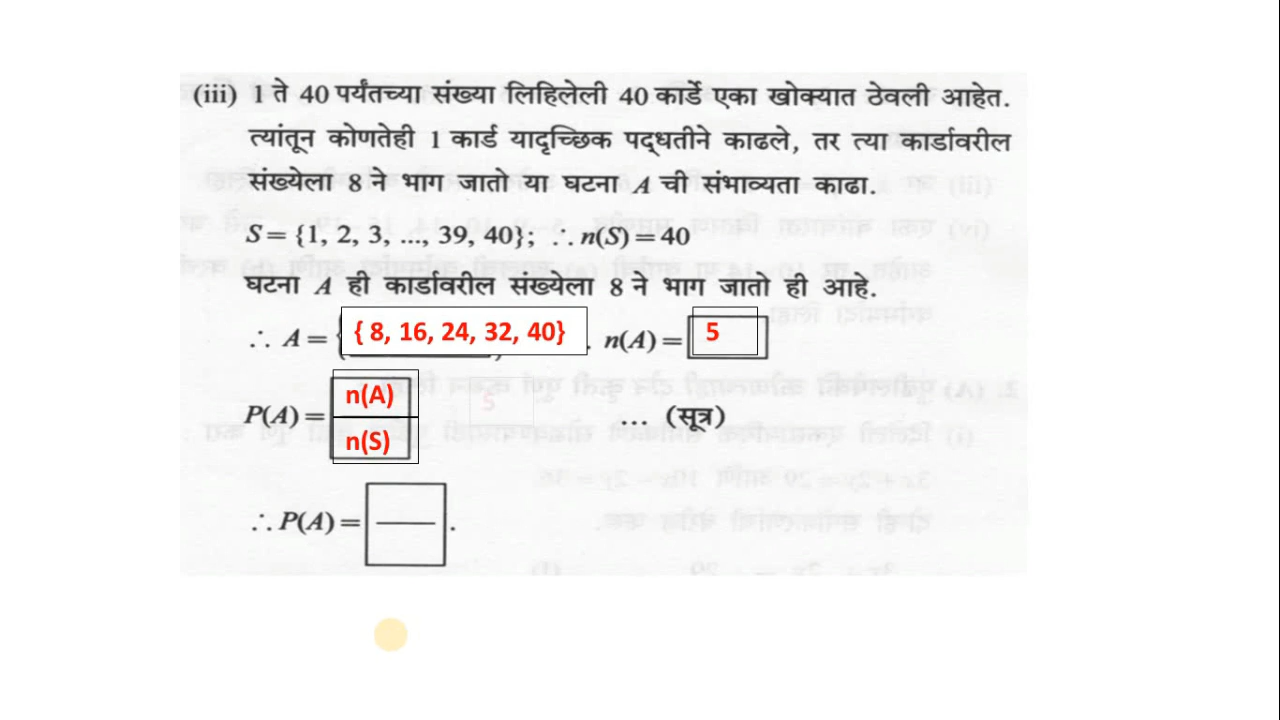 (iii) 1 ते 40 पर्यंतच्या संख्या लिहिलेली 40 कार्डे एका खोक्यात ठेवली आहेत.
त्यांतून कोणतेही 1 कार्ड यादृच्छिक पद्धतीने काढले, तर त्या कार्डावरील
संख्येला 8 ने भाग जातो या घटना A ची संभाव्यता काढा.
S = {1, 2, 3, ..., 39, 40}; ∴ n(S) = 40
घटना A ही कार्डावरील संख्येला 8 ने भाग जातो ही आहे.
∴ A = { { 8, 16, 24, 32, 40} . n(A) = 5
P(A) = n(A)
n(S)
... (सूत्र)
∴ P(A) = —— .